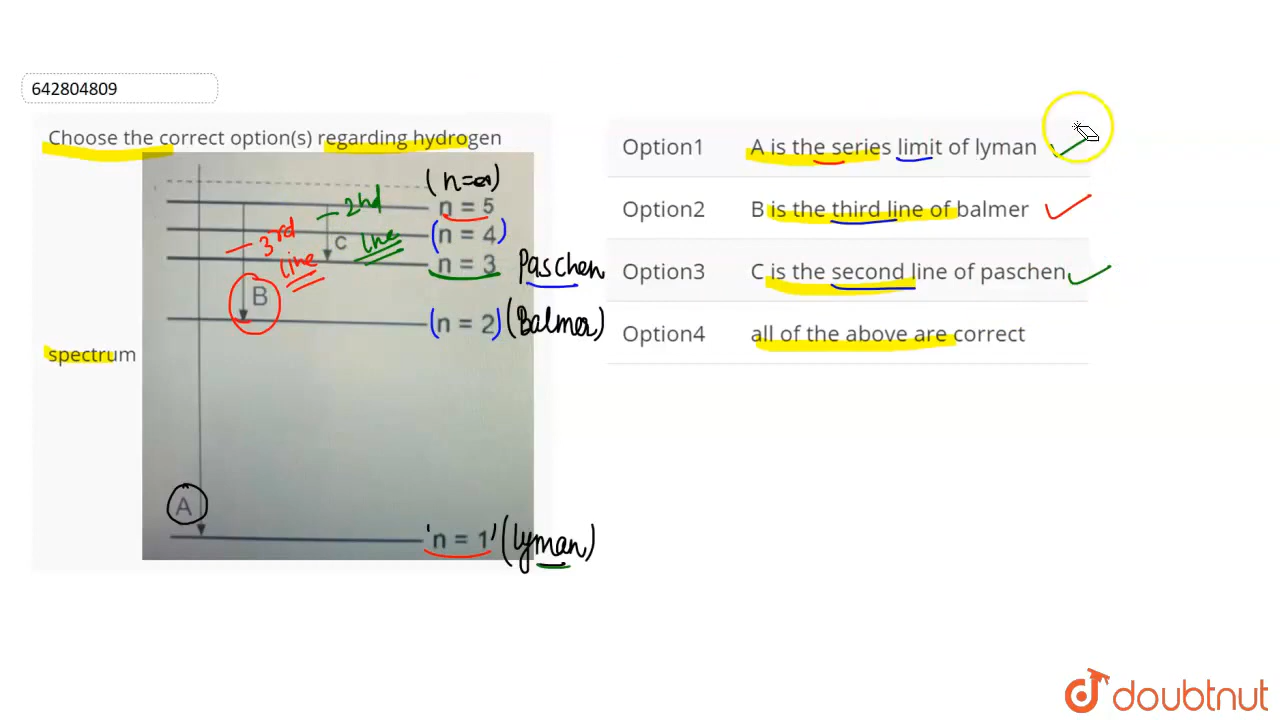 642804809
Choose the correct option(s) regarding hydrogen
(n=∞)
2nd
n = 5
3rd
line
(n = 4)
C
line
n = 3 Paschen
B
(n = 2) (Balmer)
spectrum
A
'n = 1' (lyman)
Option1 A is the series limit of lyman
Option2 B is the third line of balmer
Option3 C is the second line of paschen
Option4 all of the above are correct
doubtnut